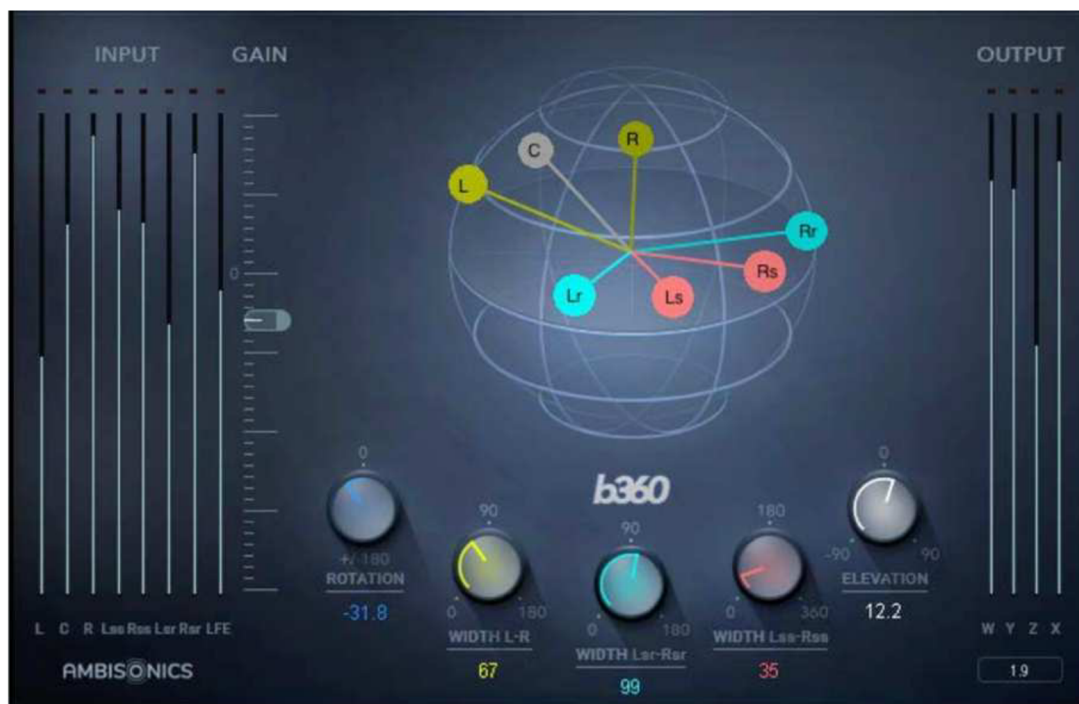 INPUT GAIN OUTPUT
R
C
L
Rr
0
Rs
Lr
Ls
0
0
b360
90
180
90
+/-180
-90 90
ROTATION
ELEVATION
-31.8
12.2
0 180
0 360
0 180
L C R Lss Rss Lsr Rsr LFE
W Y Z X
WIDTH L-R
WIDTH Lss-Rss
WIDTH Lsr-Rsr
AMBISONICS
67
35
1.9
99